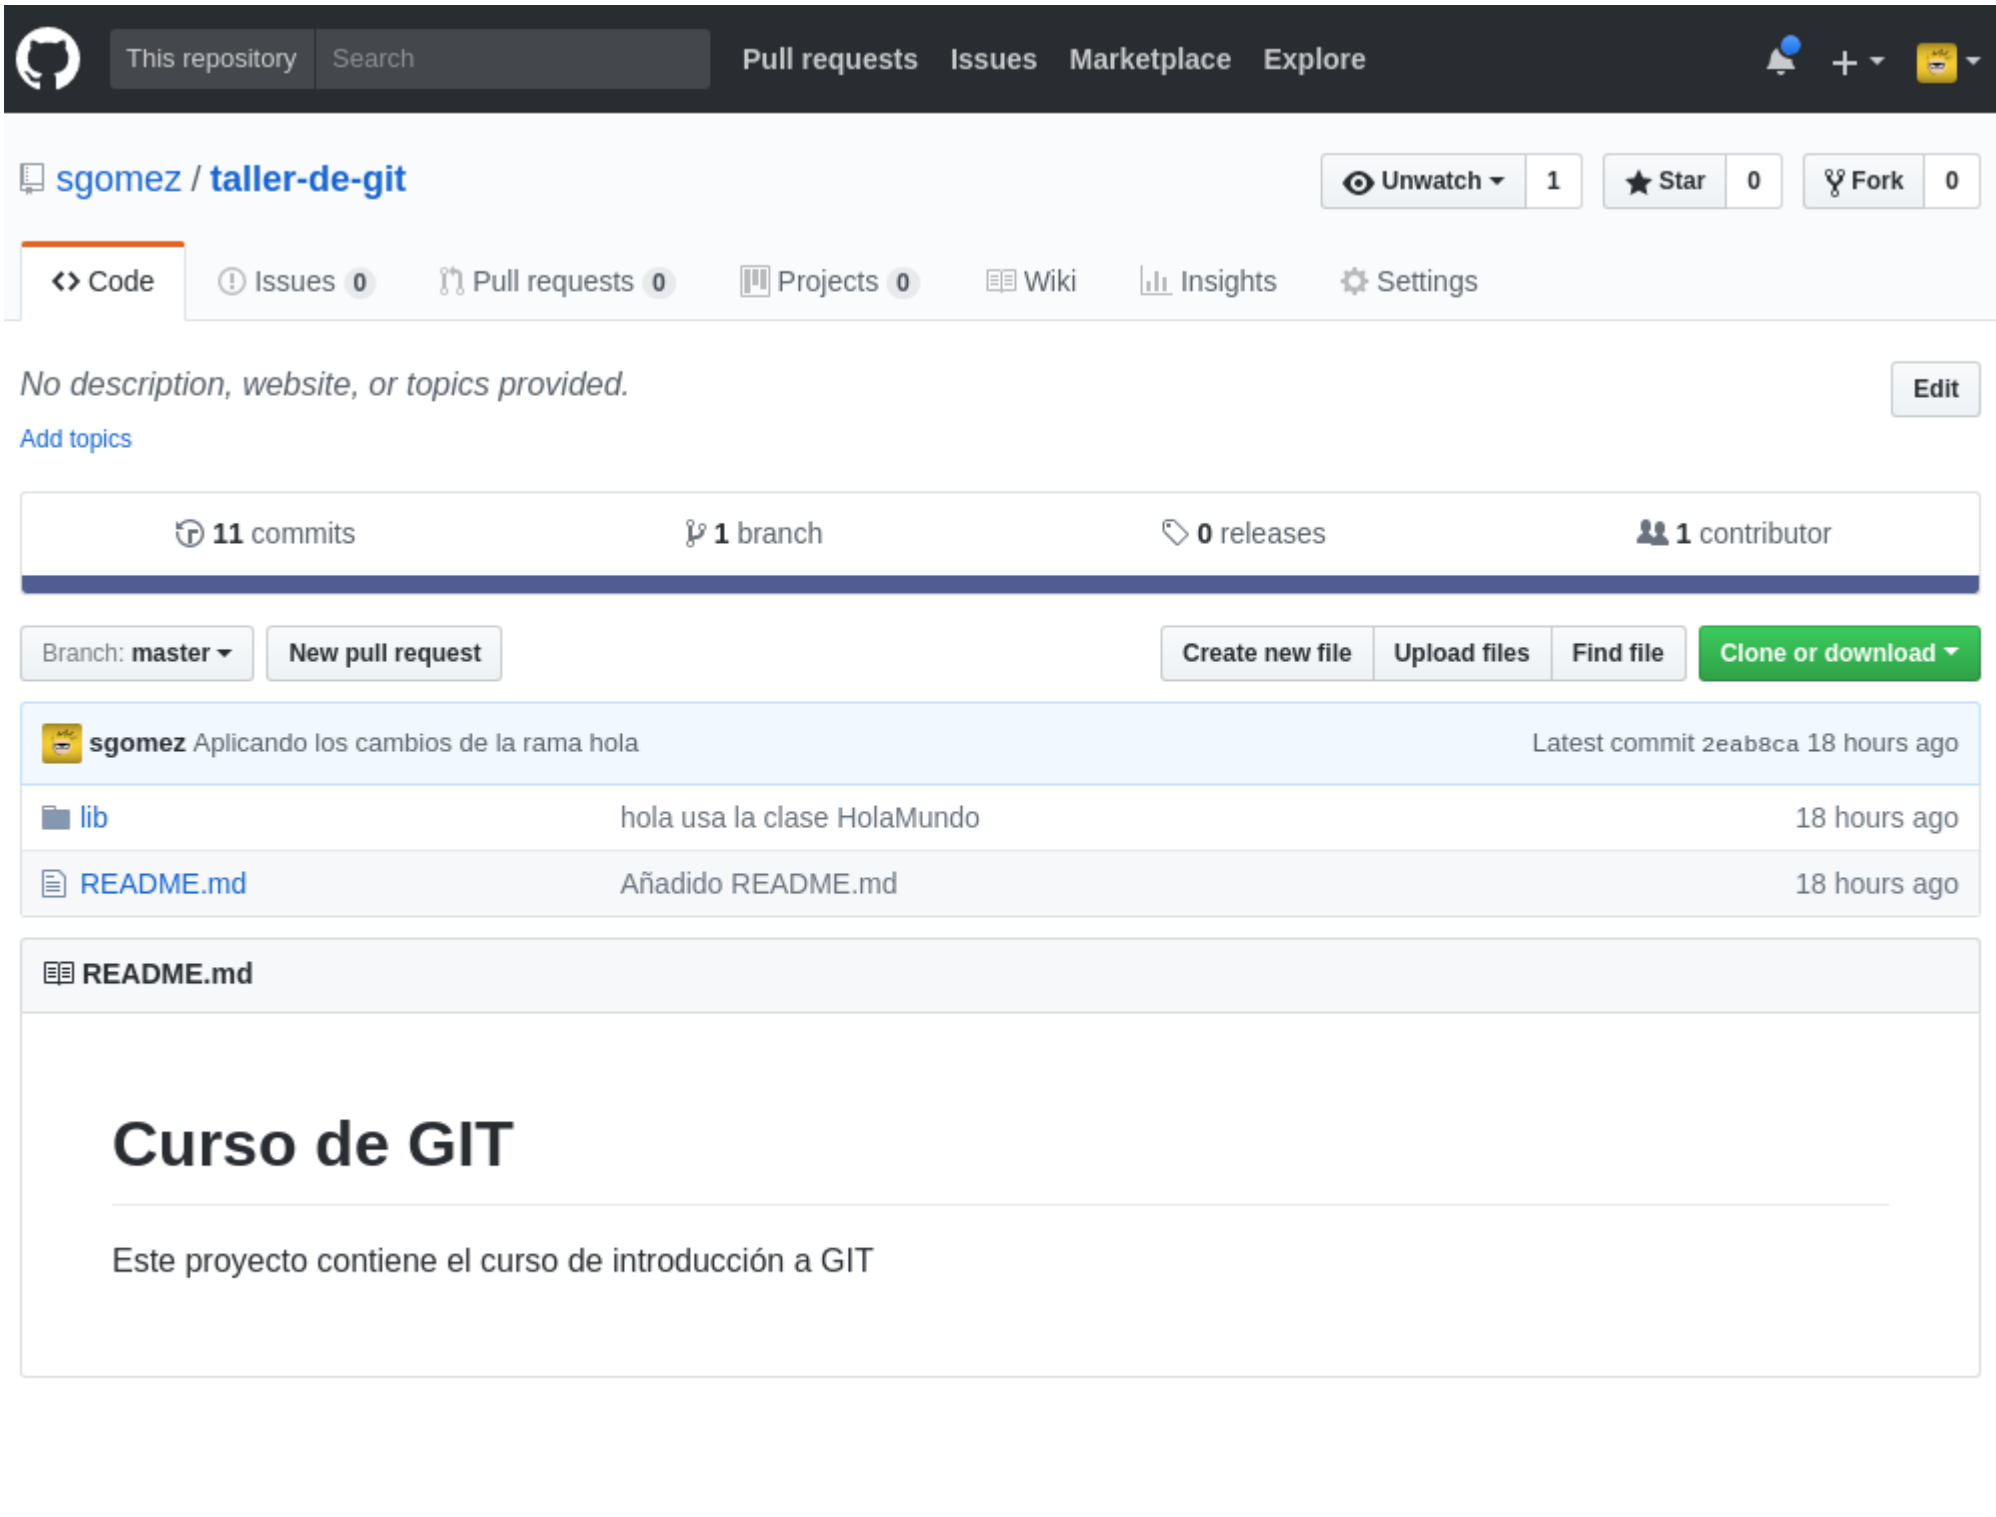 This repository Search Pull requests Issues Marketplace Explore
sgomez / taller-de-git Unwatch 1 Star 0 Fork 0
Code Issues 0 Pull requests 0 Projects 0 Wiki Insights Settings
No description, website, or topics provided. Edit
Add topics
11 commits 1 branch 0 releases 1 contributor
Branch: master New pull request Create new file Upload files Find file Clone or download
sgomez Aplicando los cambios de la rama hola Latest commit 2eab8ca 18 hours ago
lib hola usa la clase HolaMundo 18 hours ago
README.md Añadido README.md 18 hours ago
README.md
Curso de GIT
Este proyecto contiene el curso de introducción a GIT